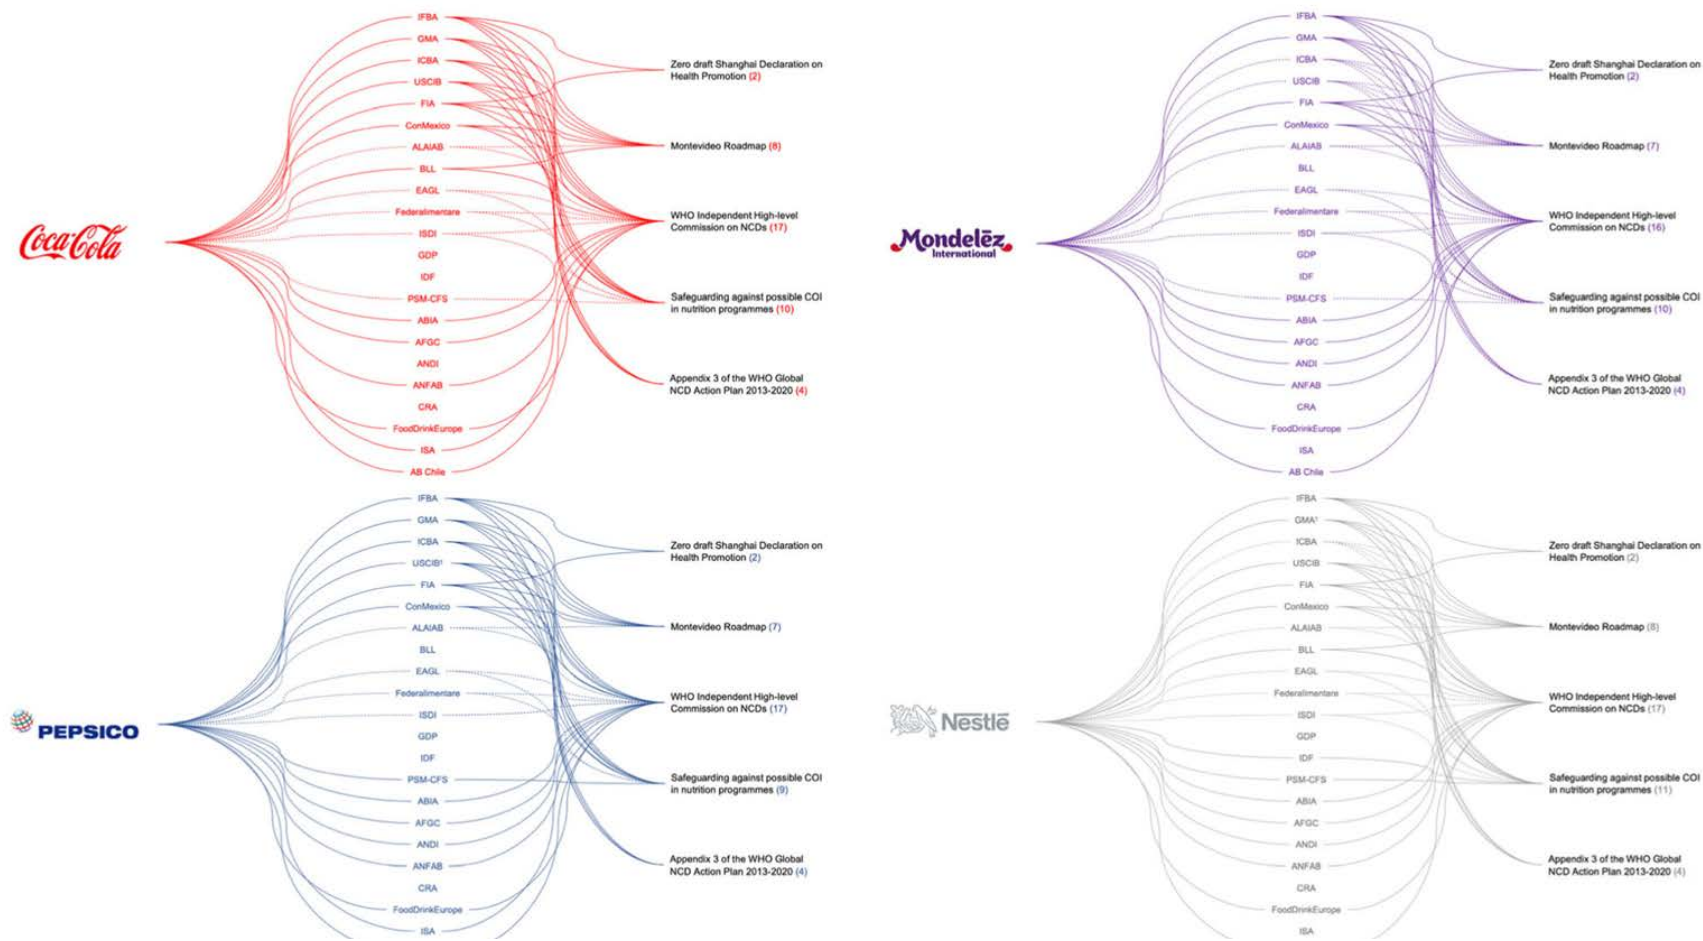 Coca-Cola
IFBA
GMA
ICBA
USCIB
FIA
ConMexico
ALAIAB
BLL
EAGL
Federalimentare
ISDI
GDP
IDF
PSM-CFS
ABIA
AFGC
ANDI
ANFAB
CRA
FoodDrinkEurope
ISA
AB Chile
Zero draft Shanghai Declaration on
Health Promotion (2)
Montevideo Roadmap (8)
WHO Independent High-level
Commission on NCDs (17)
Safeguarding against possible COI
in nutrition programmes (10)
Appendix 3 of the WHO Global
NCD Action Plan 2013-2020 (4)
Mondelēz
International
IFBA
GMA
ICBA
USCIB
FIA
ConMexico
ALAIAB
BLL
EAGL
Federalimentare
ISDI
GDP
IDF
PSM-CFS
ABIA
AFGC
ANDI
ANFAB
CRA
FoodDrinkEurope
ISA
AB Chile
Zero draft Shanghai Declaration on
Health Promotion (2)
Montevideo Roadmap (7)
WHO Independent High-level
Commission on NCDs (16)
Safeguarding against possible COI
in nutrition programmes (10)
Appendix 3 of the WHO Global
NCD Action Plan 2013-2020 (4)
PEPSICO
IFBA
GMA
ICBA
USCIB¹
FIA
ConMexico
ALAIAB
BLL
EAGL
Federalimentare
ISDI
GDP
IDF
PSM-CFS
ABIA
AFGC
ANDI
ANFAB
CRA
FoodDrinkEurope
ISA
Zero draft Shanghai Declaration on
Health Promotion (2)
Montevideo Roadmap (7)
WHO Independent High-level
Commission on NCDs (17)
Safeguarding against possible COI
in nutrition programmes (9)
Appendix 3 of the WHO Global
NCD Action Plan 2013-2020 (4)
Nestlé
IFBA
GMA¹
ICBA
USCIB
FIA
ConMexico
ALAIAB
BLL
EAGL
Federalimentare
ISDI
GDP
IDF
PSM-CFS
ABIA
AFGC
ANDI
ANFAB
CRA
FoodDrinkEurope
ISA
Zero draft Shanghai Declaration on
Health Promotion (2)
Montevideo Roadmap (8)
WHO Independent High-level
Commission on NCDs (17)
Safeguarding against possible COI
in nutrition programmes (11)
Appendix 3 of the WHO Global
NCD Action Plan 2013-2020 (4)